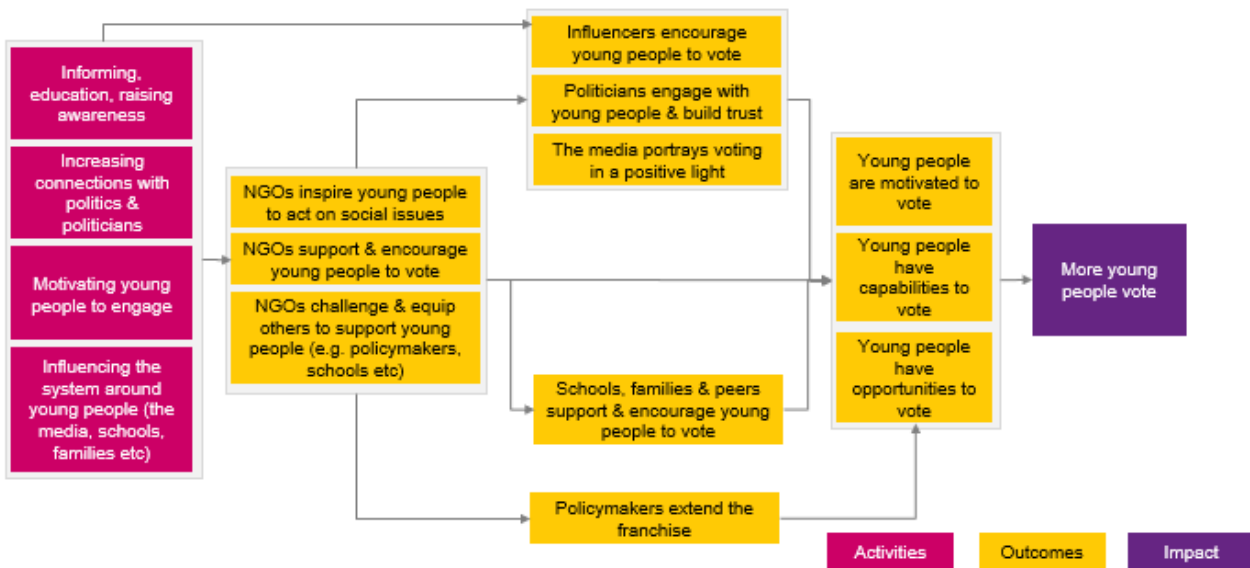 Informing,
education, raising
awareness
Increasing
connections with
politics &
politicians
Motivating young
people to engage
Influencing the
system around
young people (the
media, schools,
families etc)
NGOs inspire young people
to act on social issues
NGOs support & encourage
young people to vote
NGOs challenge & equip
others to support young
people (e.g. policymakers,
schools etc)
Influencers encourage
young people to vote
Politicians engage with
young people & build trust
The media portrays voting
in a positive light
Schools, families & peers
support & encourage young
people to vote
Policymakers extend the
franchise
Young people
are motivated to
vote
Young people
have
capabilities to
vote
Young people
have
opportunities to
vote
More young
people vote
Activities
Outcomes
Impact